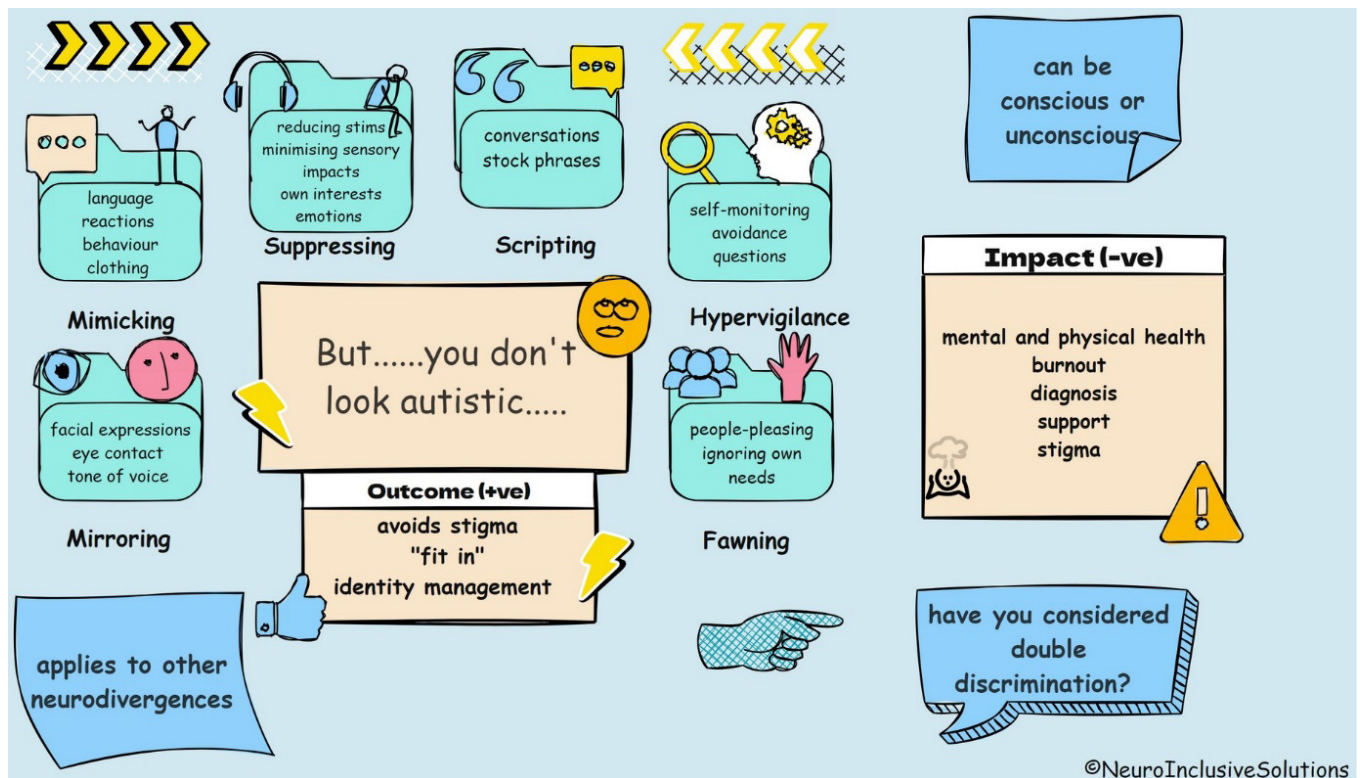 language
reactions
behaviour
clothing
Mimicking
reducing stims
minimising sensory
impacts
own interests
emotions
Suppressing
conversations
stock phrases
Scripting
self-monitoring
avoidance
questions
Hypervigilance
can be
conscious or
unconscious
facial expressions
eye contact
tone of voice
Mirroring
But......you don't
look autistic.....
people-pleasing
ignoring own
needs
Fawning
Impact (-ve)
mental and physical health
burnout
diagnosis
support
stigma
Outcome (+ve)
avoids stigma
"fit in"
identity management
applies to other
neurodivergences
have you considered
double
discrimination?
©NeuroInclusiveSolutions